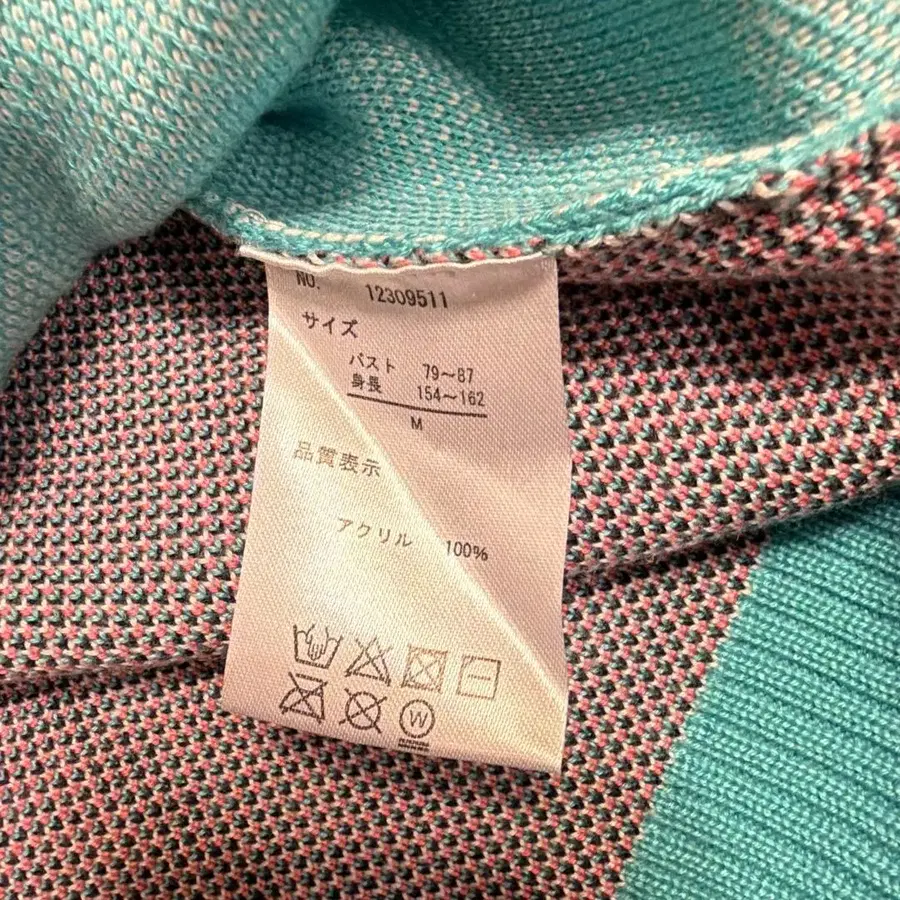 NO. 12309511
サイズ
バスト 79～87
身長 154～162
M
品質表示
アクリル 100%
W